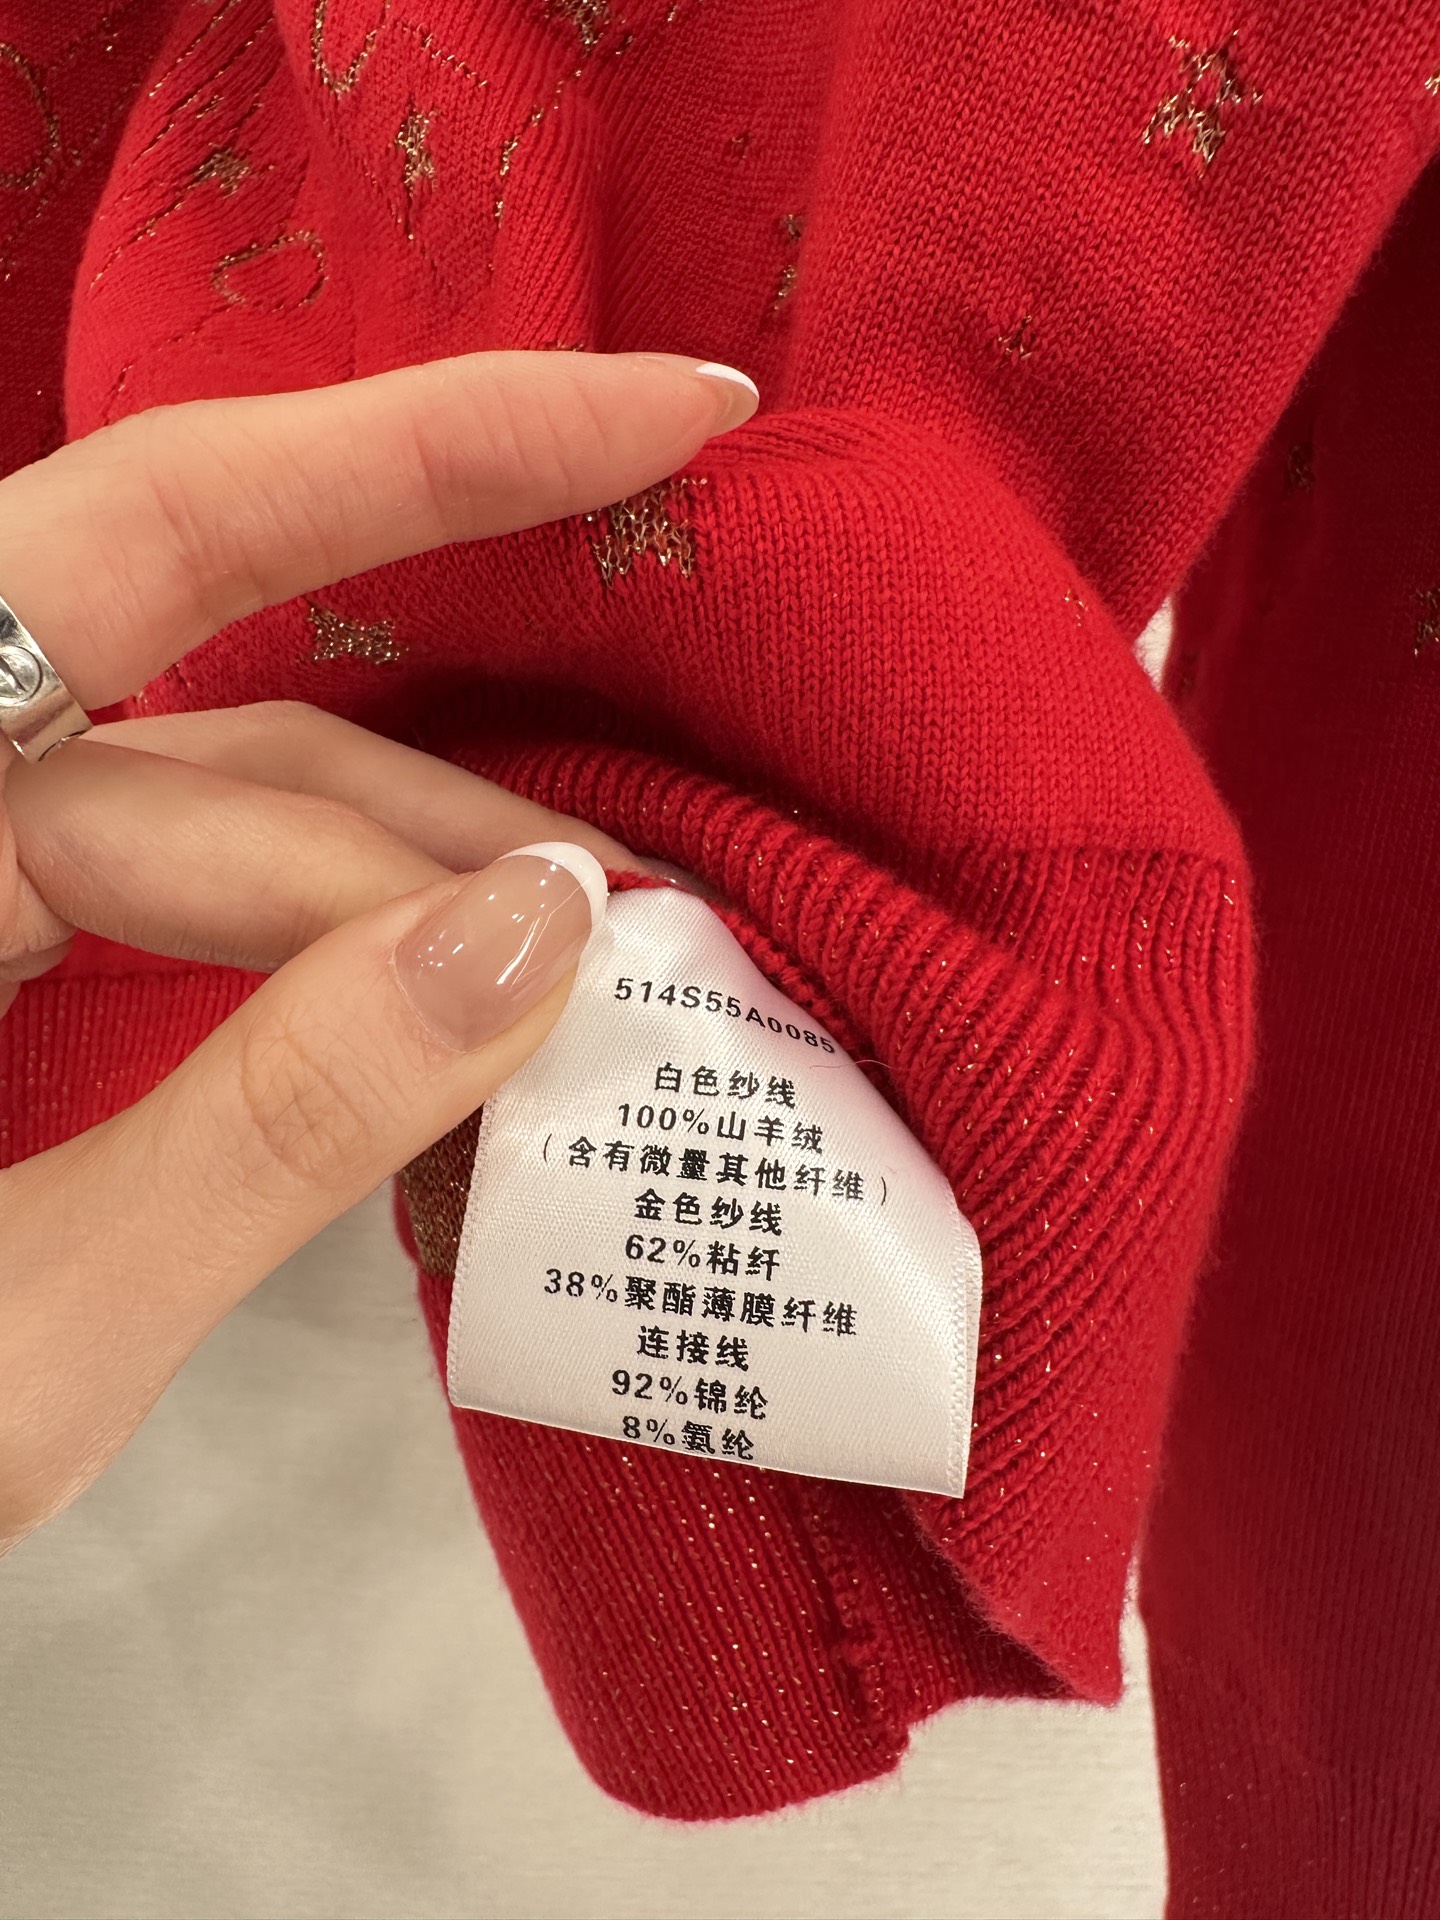 514S55A0085
白色纱线
100%山羊绒
（含有微量其他纤维）
金色纱线
62%粘纤
38%聚酯薄膜纤维
连接线
92%锦纶
8%氨纶